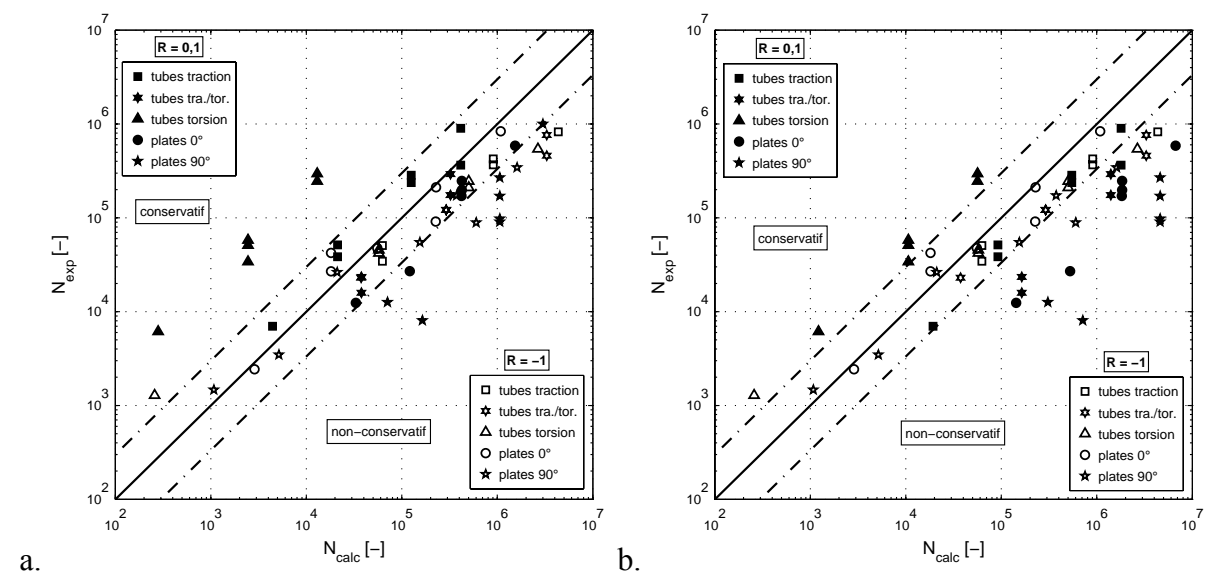 10^7
10^6
10^5
10^4
10^3
10^2
N_exp [−]
R = 0,1
tubes traction
tubes tra./tor.
tubes torsion
plates 0°
plates 90°
conservatif
non−conservatif
R = −1
tubes traction
tubes tra./tor.
tubes torsion
plates 0°
plates 90°
10^2 10^3 10^4 10^5 10^6 10^7
N_calc [−]
a.
10^7
10^6
10^5
10^4
10^3
10^2
N_exp [−]
R = 0,1
tubes traction
tubes tra./tor.
tubes torsion
plates 0°
plates 90°
conservatif
non−conservatif
R = −1
tubes traction
tubes tra./tor.
tubes torsion
plates 0°
plates 90°
10^2 10^3 10^4 10^5 10^6 10^7
N_calc [−]
b.